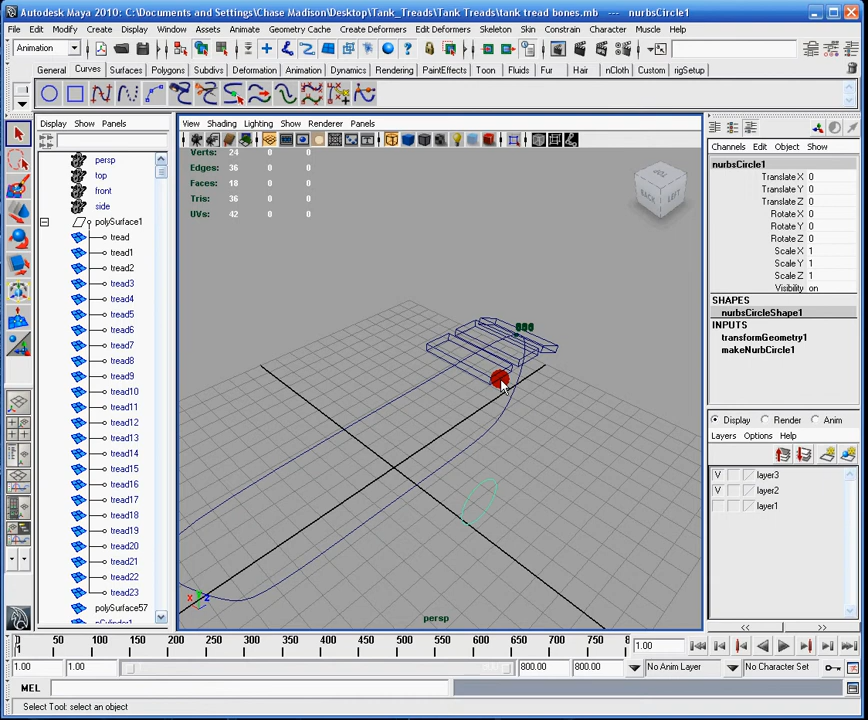 Autodesk Maya 2010: C:\Documents and Settings\Chase Madison\Desktop\Tank_Treads\Tank Treads\tank tread bones.mb --- nurbsCircle1
File Edit Modify Create Display Window Assets Animate Geometry Cache Create Deformers Edit Deformers Skeleton Skin Constrain Character Muscle Help
Animation
General Curves Surfaces Polygons Subdivs Deformation Animation Dynamics Rendering PaintEffects Toon Fluids Fur Hair nCloth Custom rigSetup
Display Show Panels
View Shading Lighting Show Renderer Panels
Channels Edit Object Show
persp
top
front
side
polySurface1
tread
tread1
tread2
tread3
tread4
tread5
tread6
tread7
tread8
tread9
tread10
tread11
tread12
tread13
tread14
tread15
tread16
tread17
tread18
tread19
tread20
tread21
tread22
tread23
polySurface57
Verts: 24 0 0
Edges: 36 0 0
Faces: 18 0 0
Tris: 36 0 0
UVs: 42 0 0
BACK LEFT
x z
persp
nurbsCircle1
Translate X 0
Translate Y 0
Translate Z 0
Rotate X 0
Rotate Y 0
Rotate Z 0
Scale X 1
Scale Y 1
Scale Z 1
Visibility on
SHAPES
nurbsCircleShape1
INPUTS
transformGeometry1
makeNurbCircle1
Display Render Anim
Layers Options Help
V layer3
V layer2
layer1
<< >>
1 50 100 150 200 250 300 350 400 450 500 550 600 650 700 750 8 1.00
1.00 1.00 800.00 800.00 No Anim Layer No Character Set
MEL
Select Tool: select an object